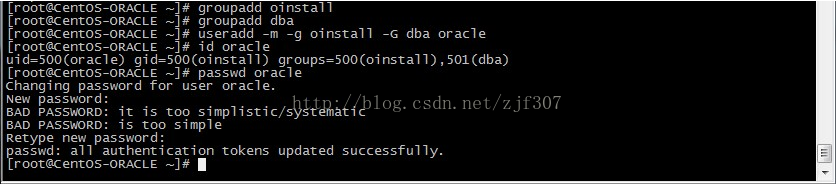 [root@CentOS-ORACLE ~]# groupadd oinstall
[root@CentOS-ORACLE ~]# groupadd dba
[root@CentOS-ORACLE ~]# useradd -m -g oinstall -G dba oracle
[root@CentOS-ORACLE ~]# id oracle
uid=500(oracle) gid=500(oinstall) groups=500(oinstall),501(dba)
[root@CentOS-ORACLE ~]# passwd oracle
Changing password for user oracle.
New password:
http://blog.csdn.net/zjf307
BAD PASSWORD: it is too simplistic/systematic
BAD PASSWORD: is too simple
Retype new password:
passwd: all authentication tokens updated successfully.
[root@CentOS-ORACLE ~]#